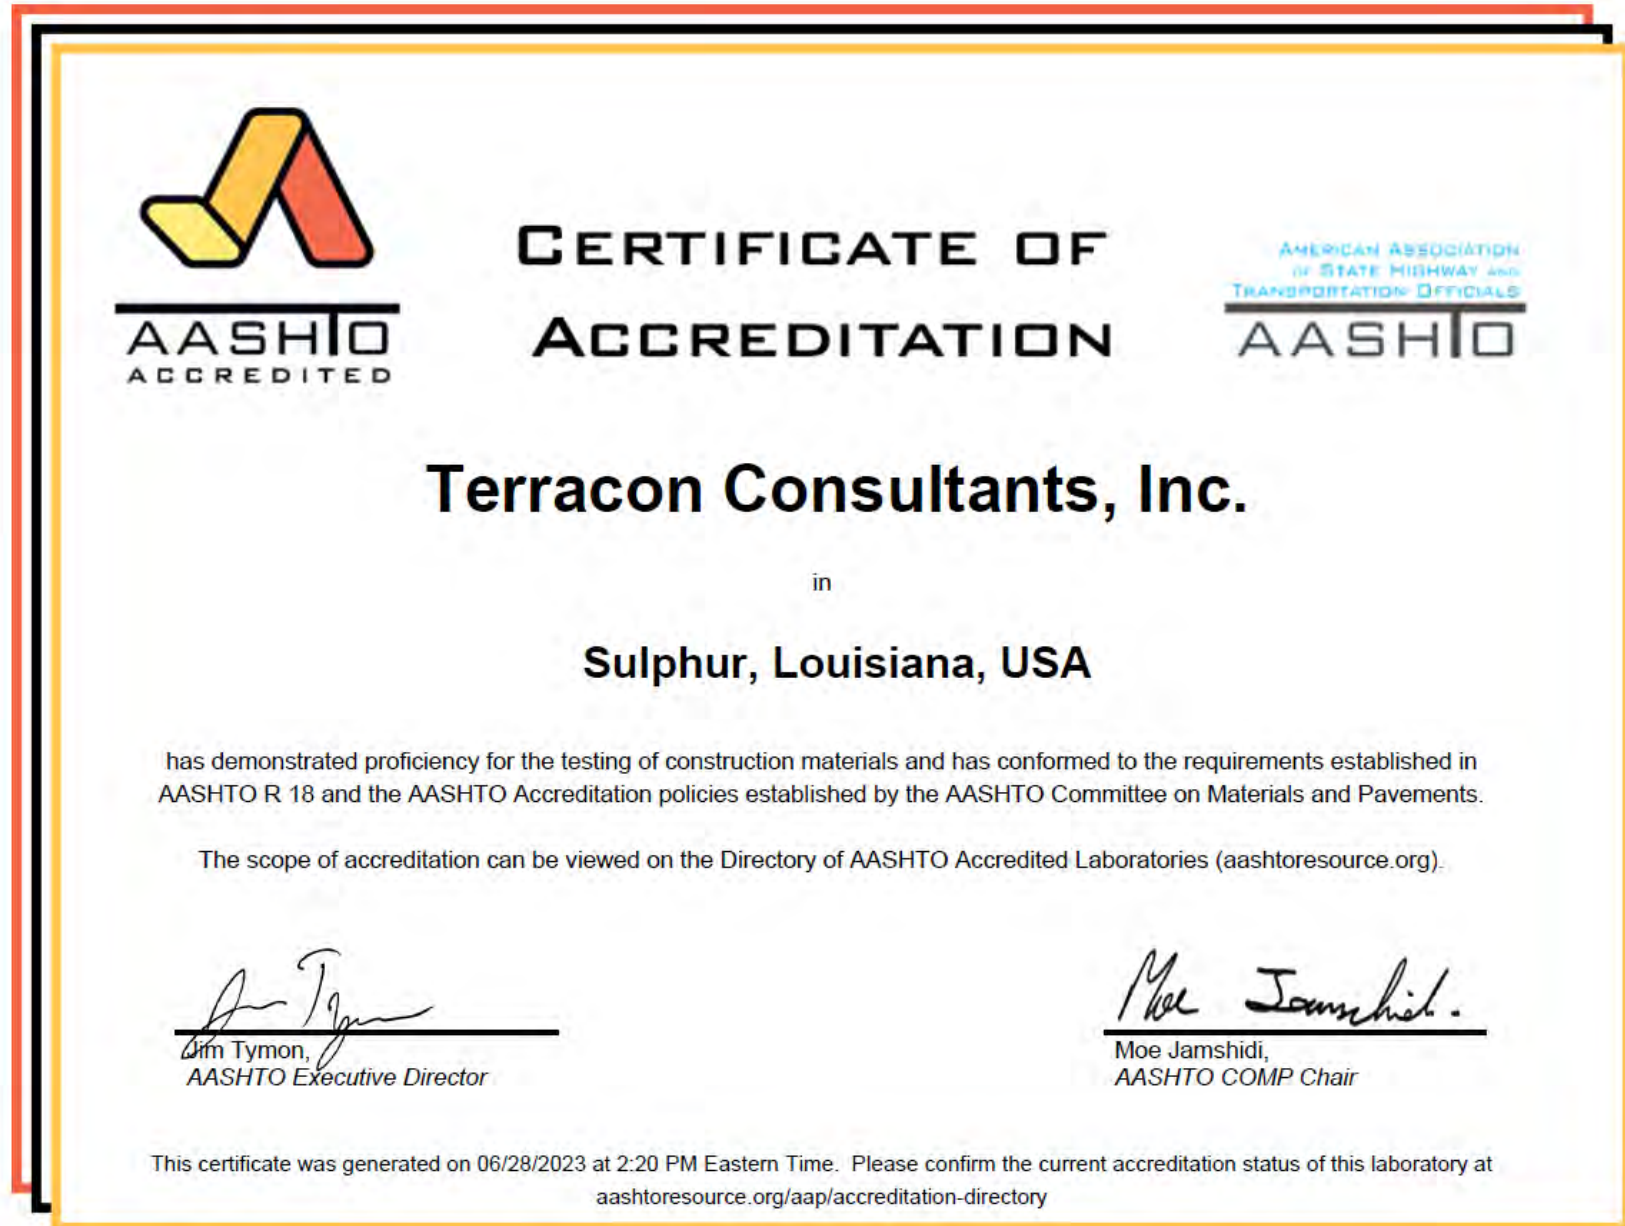 CERTIFICATE OF
ACCREDITATION
AASHTO
ACCREDITED
AMERICAN ASSOCIATION
OF STATE HIGHWAY AND
TRANSPORTATION OFFICIALS
AASHTO
Terracon Consultants, Inc.
in
Sulphur, Louisiana, USA
has demonstrated proficiency for the testing of construction materials and has conformed to the requirements established in
AASHTO R 18 and the AASHTO Accreditation policies established by the AASHTO Committee on Materials and Pavements.
The scope of accreditation can be viewed on the Directory of AASHTO Accredited Laboratories (aashtoresource.org).
Jim Tymon
Moe Jamshidi.
Jim Tymon,
AASHTO Executive Director
Moe Jamshidi,
AASHTO COMP Chair
This certificate was generated on 06/28/2023 at 2:20 PM Eastern Time. Please confirm the current accreditation status of this laboratory at
aashtoresource.org/aap/accreditation-directory